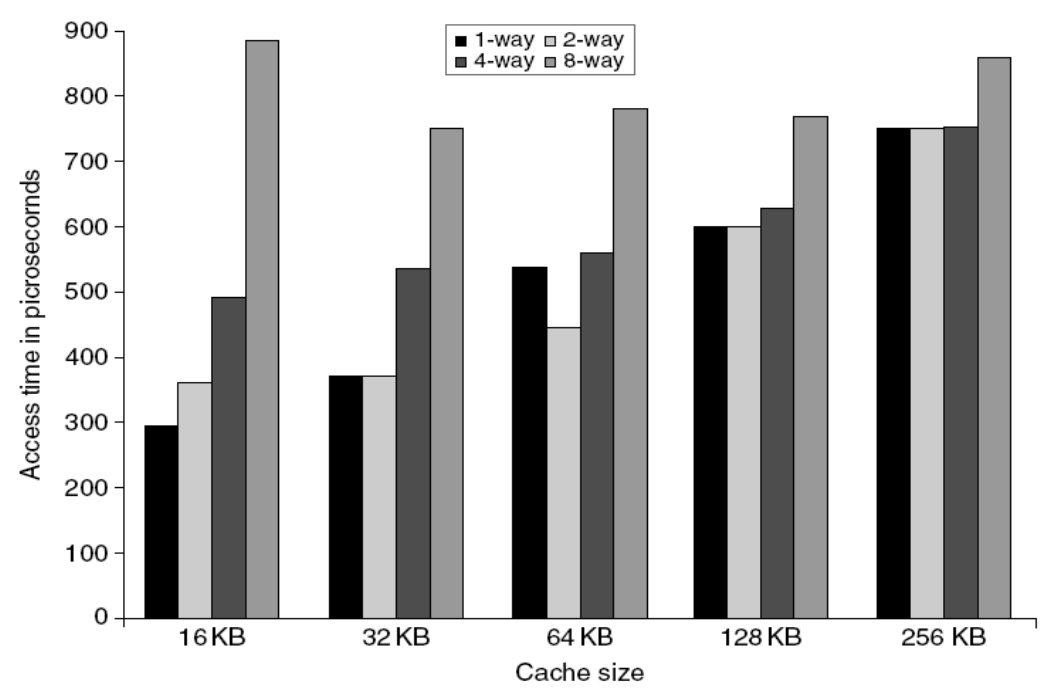 900
800
700
600
500
400
300
200
100
0
1-way 2-way
4-way 8-way
Access time in picrosecornds
16 KB 32 KB 64 KB 128 KB 256 KB
Cache size